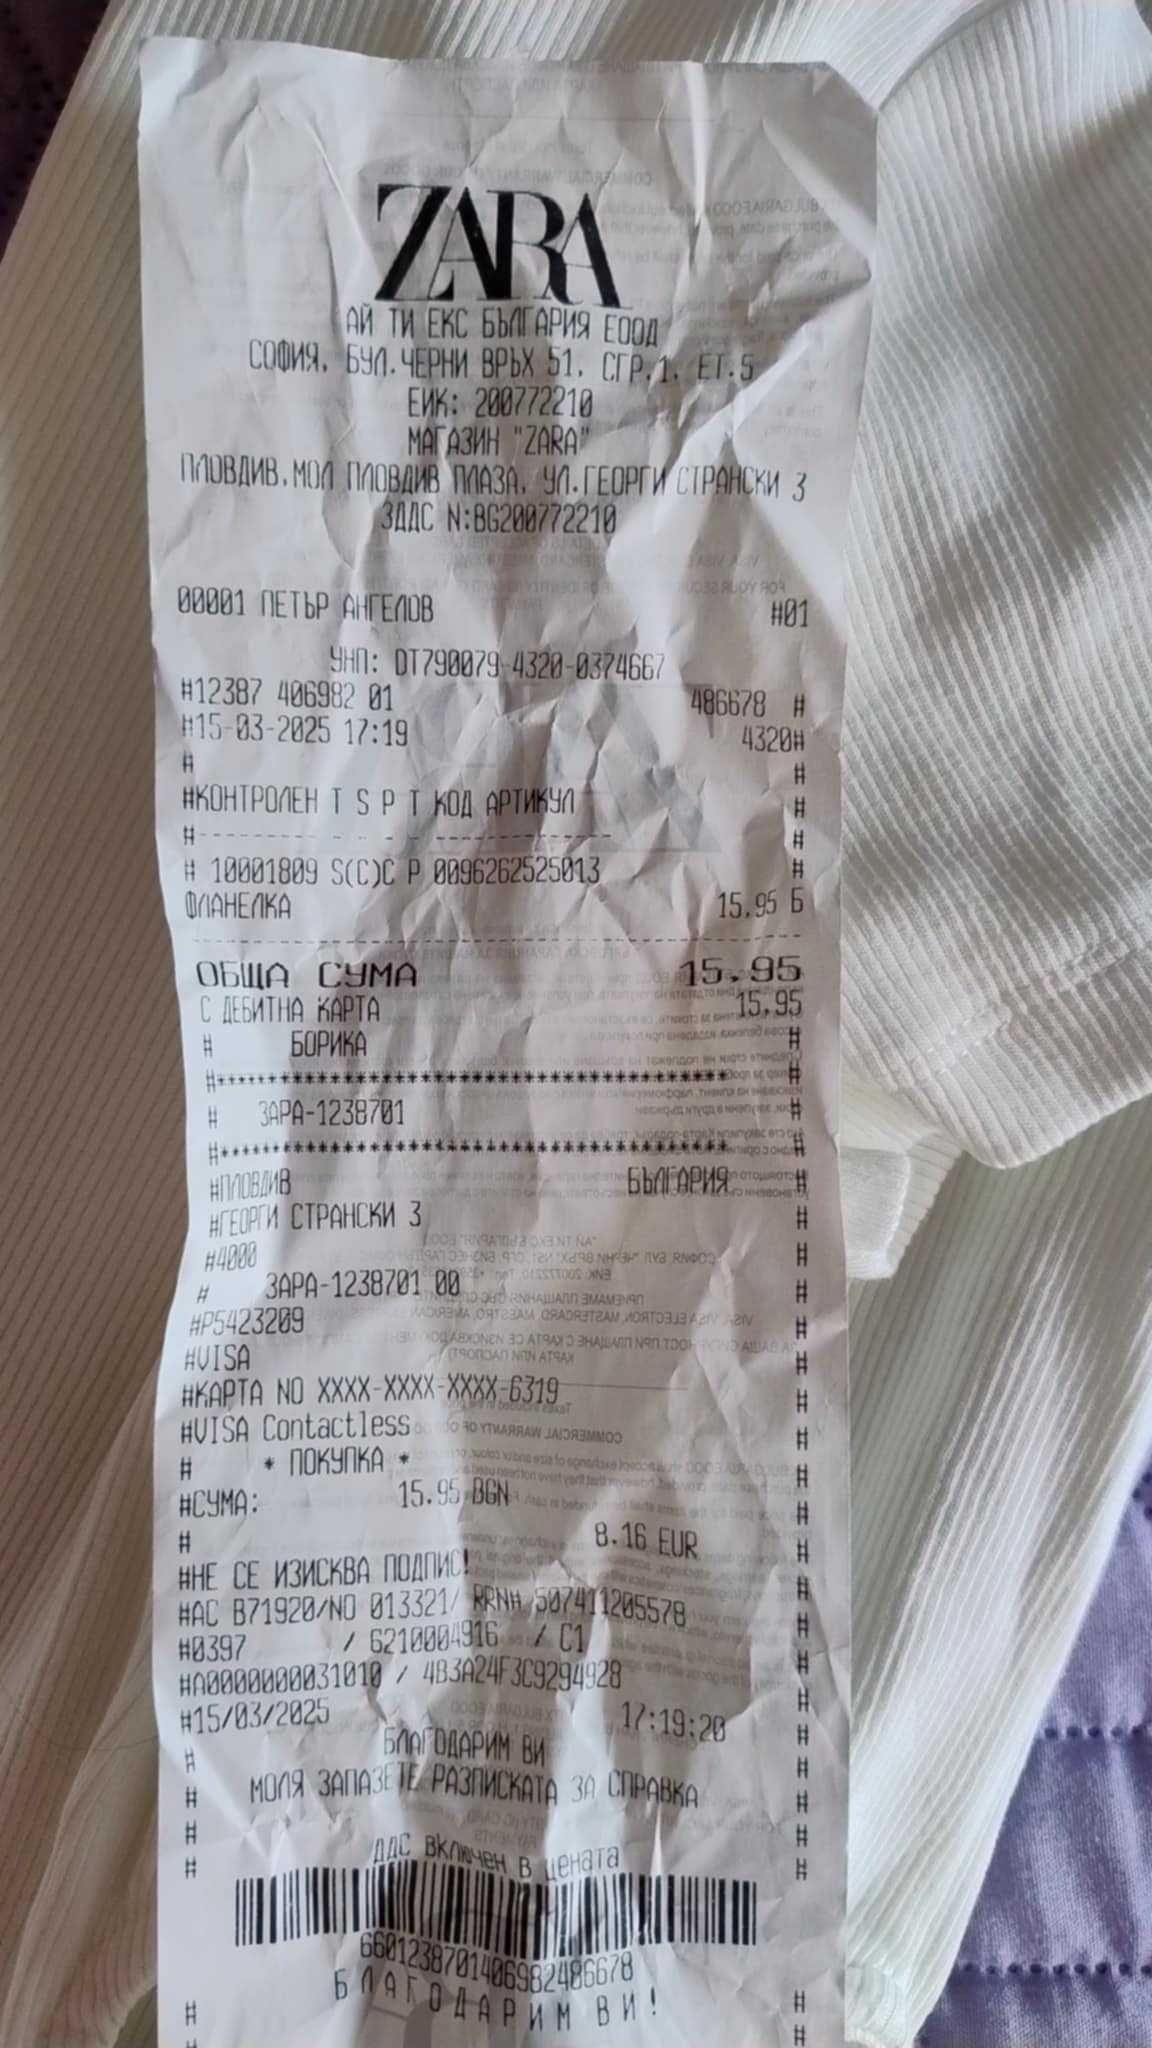 ZARA
АЙ ТИ ЕКС БЪЛГАРИЯ ЕООД
СОФИЯ, БУЛ.ЧЕРНИ ВРЪХ 51, СГР.1, ЕТ.5
ЕИК: 200772210
МАГАЗИН "ZARA"
ПЛОВДИВ,МОЛ ПЛОВДИВ ПЛАЗА, УЛ.ГЕОРГИ СТРАНСКИ 3
ЗДДС N:BG200772210
00001 ПЕТЪР АНГЕЛОВ #01
УНП: DT790079-4320-0374667
#12387 406982 01 486678 #
#15-03-2025 17:19 4320#
# #
#КОНТРОЛЕН T S P T КОД АРТИКУЛ #
#--------------------------------- #
# 10001809 S(C)C P 0096262525013 #
ФЛАНЕЛКА 15,95 Б
ОБЩА СУМА 15,95
С ДЕБИТНА КАРТА 15,95
# БОРИКА #
#****************************************#
# ЗАРА-1238701 #
#****************************************#
#ПЛОВДИВ БЪЛГАРИЯ #
#ГЕОРГИ СТРАНСКИ 3 #
#4000 #
# ЗАРА-1238701 00 #
#P5423209 #
#VISA #
#КАРТА NO XXXX-XXXX-XXXX-6319 #
#VISA Contactless #
# * ПОКУПКА * #
#СУМА: 15.95 BGN #
# 8.16 EUR #
#НЕ СЕ ИЗИСКВА ПОДПИС! #
#AC B71920/NO 013321/ RRN# 507411205578 #
#0397 / 6210004916 / C1 #
#A0000000031010 / 4B3A24F3C9294928 #
#15/03/2025 17:19:20 #
# БЛАГОДАРИМ ВИ #
# МОЛЯ ЗАПАЗЕТЕ РАЗПИСКАТА ЗА СПРАВКА #
# #
# ДДС включен в цената #
6601238701406982486678
# БЛАГОДАРИМ ВИ! #
# #